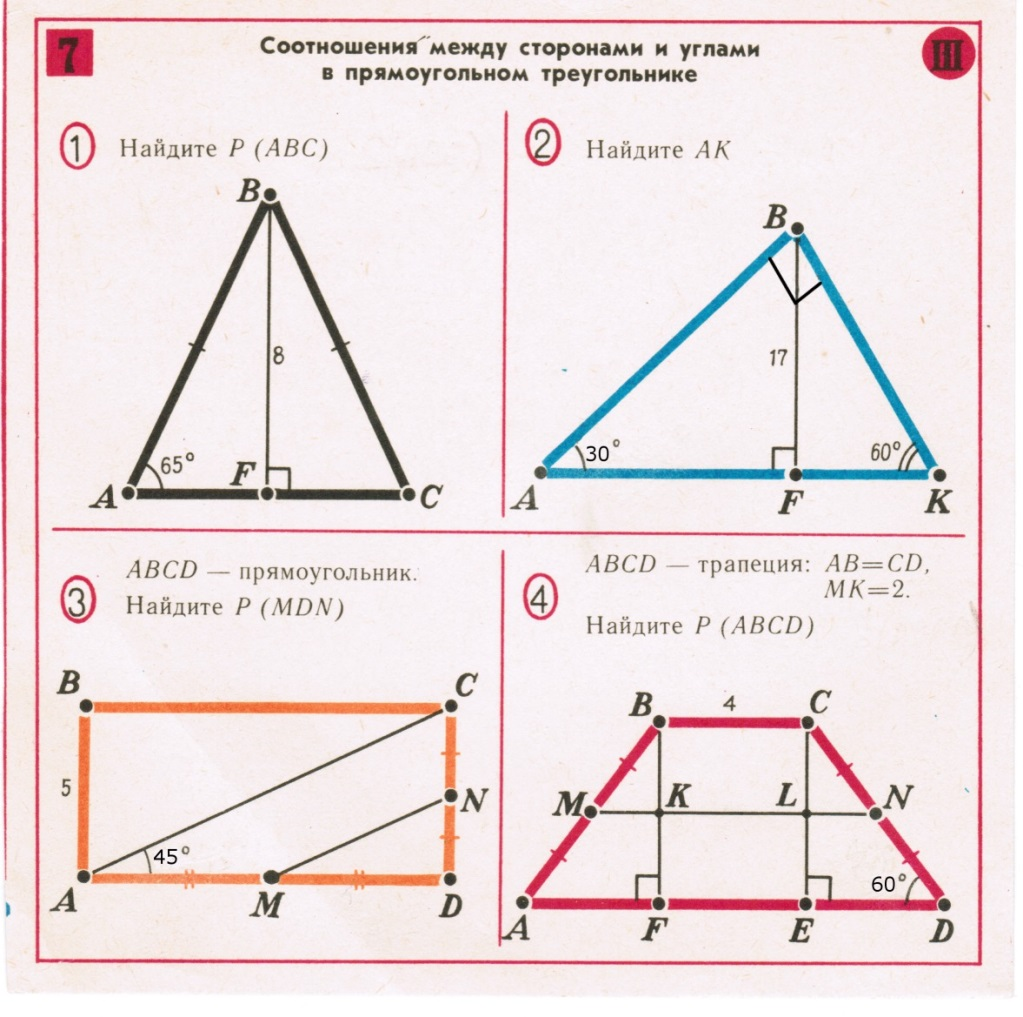 7
Соотношения между сторонами и углами
в прямоугольном треугольнике
III
1
Найдите P (ABC)
B
8
65°
F
A
C
2
Найдите AK
B
17
30°
60°
A
F
K
3
ABCD — прямоугольник.
Найдите P (MDN)
B
C
5
N
45°
A
M
D
4
ABCD — трапеция: AB=CD,
MK=2.
Найдите P (ABCD)
B
4
C
M
K
L
N
60°
A
F
E
D